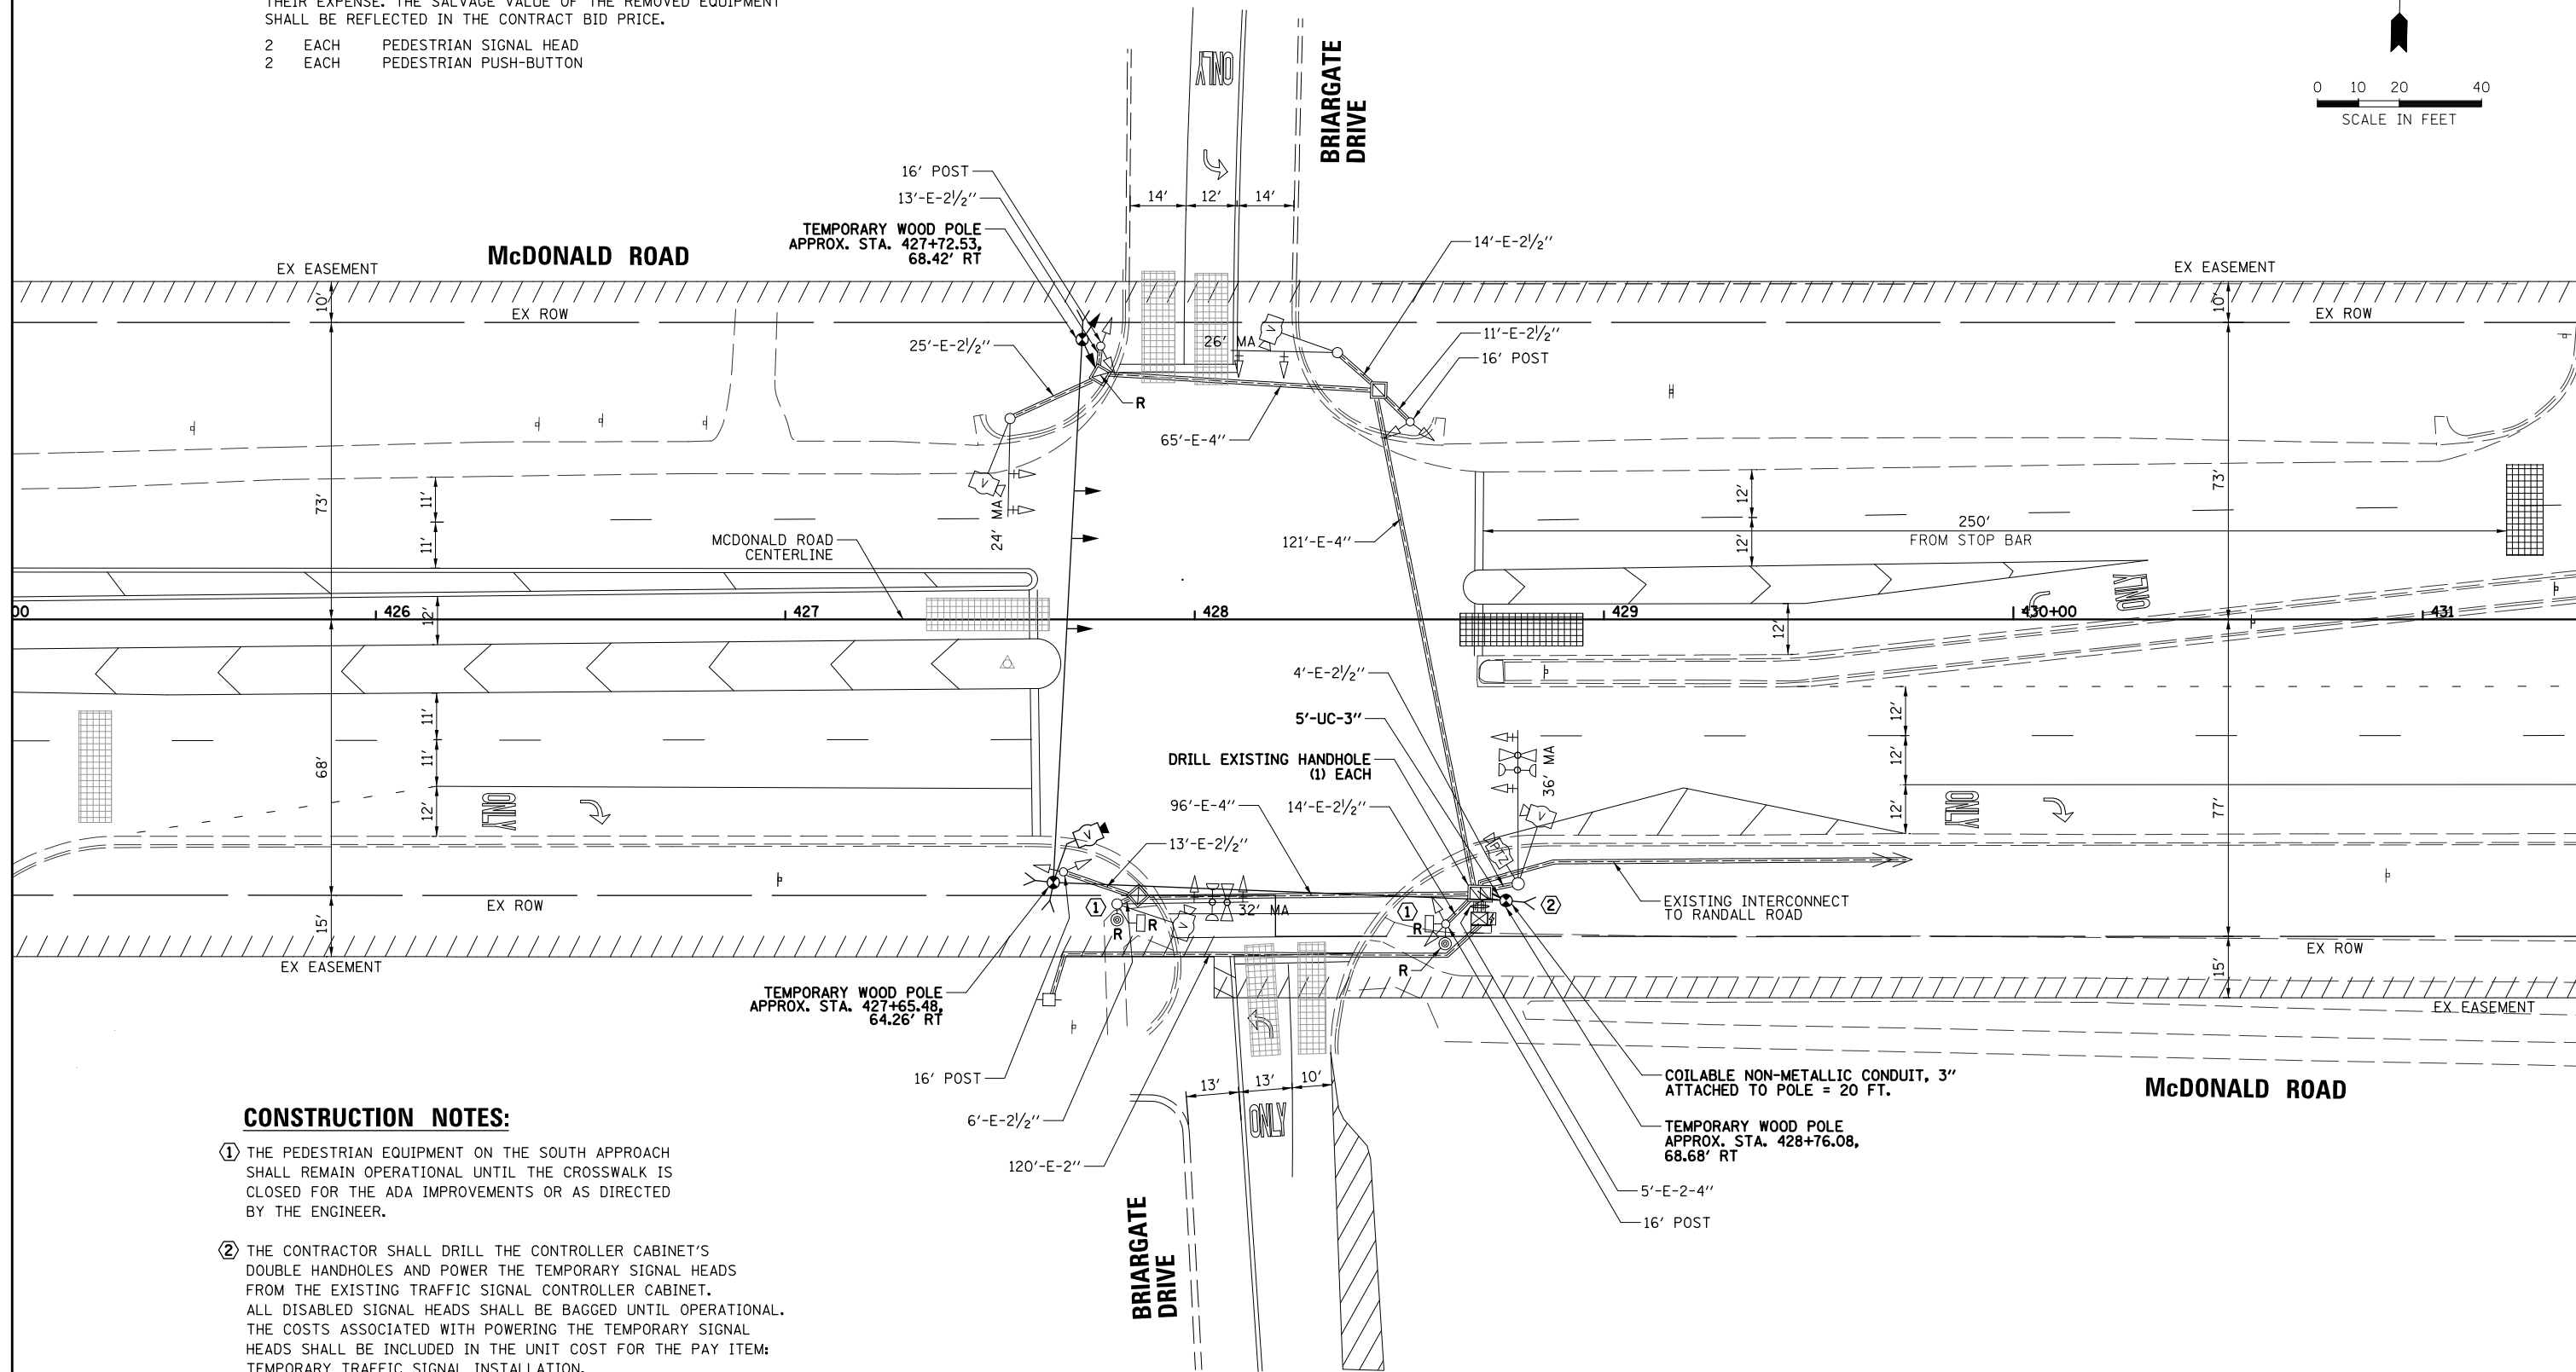 THEIR EXPENSE. THE SALVAGE VALUE OF THE REMOVED EQUIPMENT
SHALL BE REFLECTED IN THE CONTRACT BID PRICE.
2 EACH PEDESTRIAN SIGNAL HEAD
2 EACH PEDESTRIAN PUSH-BUTTON
ONLY
BRIARGATE
DRIVE
0 10 20 40
SCALE IN FEET
16' POST
13'-E-2½"
TEMPORARY WOOD POLE
APPROX. STA. 427+72.53,
68.42' RT
14' 12' 14'
14'-E-2½"
McDONALD ROAD
EX EASEMENT
EX EASEMENT
10'
EX ROW
10'
EX ROW
25'-E-2½"
26' MA
V
11'-E-2½"
16' POST
R
65'-E-4"
73'
11'
11'
V
24' MA
12'
12'
73'
250'
FROM STOP BAR
MCDONALD ROAD
CENTERLINE
121'-E-4"
ONLY
00 426 427 428 429 430+00 431
12'
12'
4'-E-2½"
5'-UC-3"
DRILL EXISTING HANDHOLE
(1) EACH
36' MA
68'
11'
11'
12'
ONLY
96'-E-4"
14'-E-2½"
12'
12'
12'
ONLY
77'
V
13'-E-2½"
V
PTZ
EX ROW
15'
1
R
R
V
32' MA
1
R
2
EXISTING INTERCONNECT
TO RANDALL ROAD
EX ROW
15'
EX EASEMENT
R
EX EASEMENT
TEMPORARY WOOD POLE
APPROX. STA. 427+65.48,
64.26' RT
16' POST
6'-E-2½"
120'-E-2"
13' 13' 10'
ONLY
COILABLE NON-METALLIC CONDUIT, 3"
ATTACHED TO POLE = 20 FT.
TEMPORARY WOOD POLE
APPROX. STA. 428+76.08,
68.68' RT
5'-E-2-4"
16' POST
McDONALD ROAD
BRIARGATE
DRIVE
CONSTRUCTION NOTES:
1 THE PEDESTRIAN EQUIPMENT ON THE SOUTH APPROACH
SHALL REMAIN OPERATIONAL UNTIL THE CROSSWALK IS
CLOSED FOR THE ADA IMPROVEMENTS OR AS DIRECTED
BY THE ENGINEER.
2 THE CONTRACTOR SHALL DRILL THE CONTROLLER CABINET'S
DOUBLE HANDHOLES AND POWER THE TEMPORARY SIGNAL HEADS
FROM THE EXISTING TRAFFIC SIGNAL CONTROLLER CABINET.
ALL DISABLED SIGNAL HEADS SHALL BE BAGGED UNTIL OPERATIONAL.
THE COSTS ASSOCIATED WITH POWERING THE TEMPORARY SIGNAL
HEADS SHALL BE INCLUDED IN THE UNIT COST FOR THE PAY ITEM:
TEMPORARY TRAFFIC SIGNAL INSTALLATION.